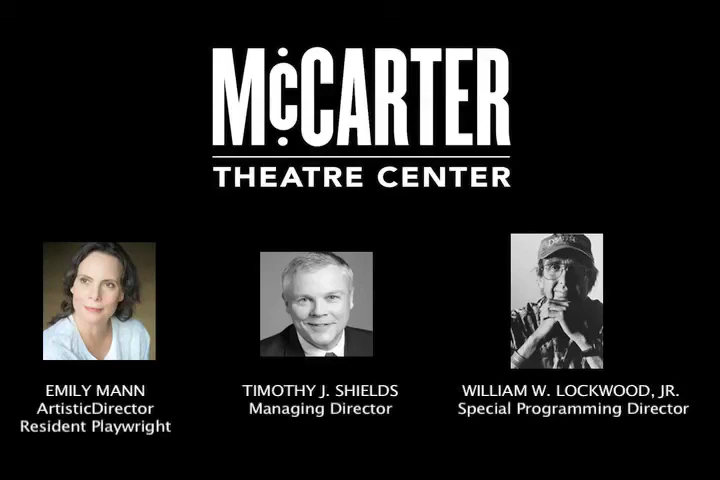 McCARTER
THEATRE CENTER
EMILY MANN
ArtisticDirector
Resident Playwright
TIMOTHY J. SHIELDS
Managing Director
WILLIAM W. LOCKWOOD, JR.
Special Programming Director